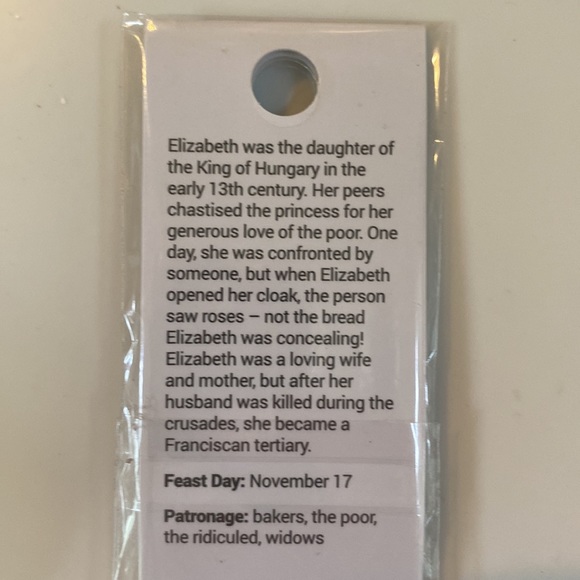 Elizabeth was the daughter of
the King of Hungary in the
early 13th century. Her peers
chastised the princess for her
generous love of the poor. One
day, she was confronted by
someone, but when Elizabeth
opened her cloak, the person
saw roses – not the bread
Elizabeth was concealing!
Elizabeth was a loving wife
and mother, but after her
husband was killed during the
crusades, she became a
Franciscan tertiary.
Feast Day: November 17
Patronage: bakers, the poor,
the ridiculed, widows